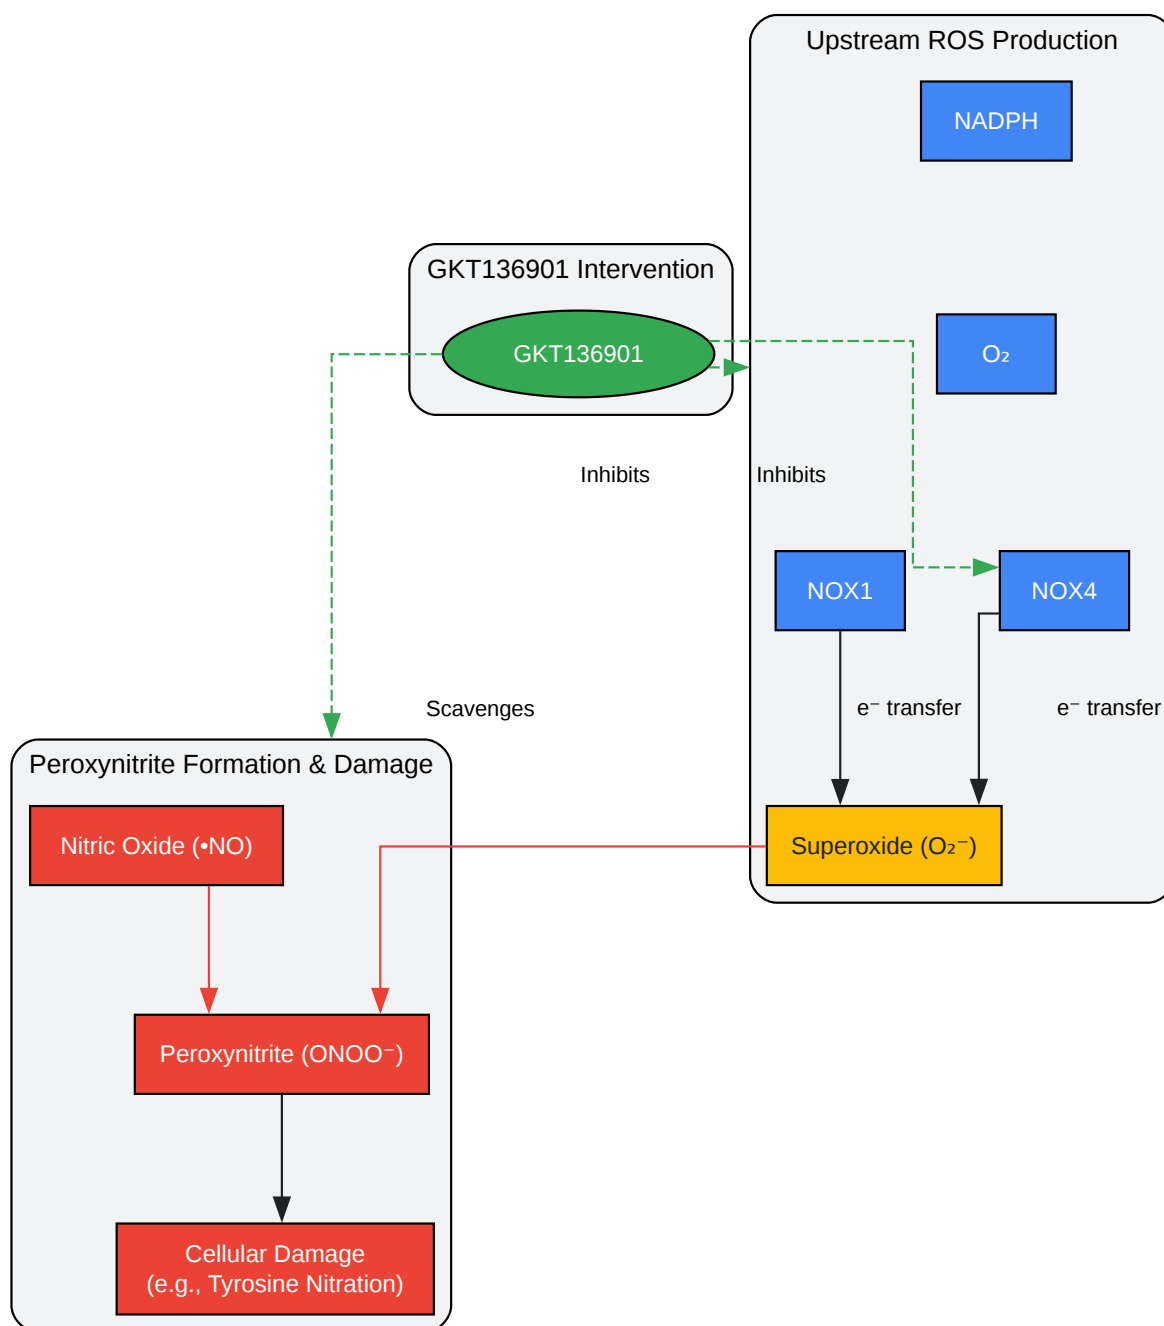 Upstream ROS Production
NADPH
GKT136901 Intervention
GKT136901
O₂
Inhibits
Inhibits
NOX1
NOX4
Scavenges
e⁻ transfer
e⁻ transfer
Peroxynitrite Formation & Damage
Nitric Oxide (•NO)
Superoxide (O₂⁻)
Peroxynitrite (ONOO⁻)
Cellular Damage
(e.g., Tyrosine Nitration)